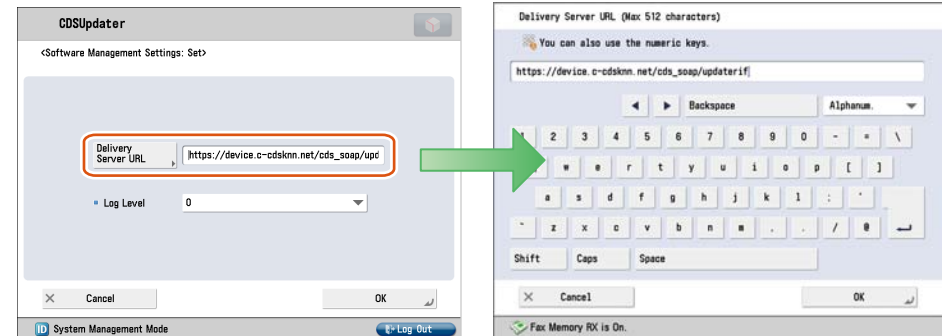 CDSUpdater
<Software Management Settings: Set>
Delivery
Server URL
https://device.c-cdsknn.net/cds_soap/upd
Log Level
0
Cancel
OK
ID System Management Mode
Log Out
Delivery Server URL (Max 512 characters)
You can also use the numeric keys.
https://device.c-cdsknn.net/cds_soap/updaterif
Backspace
Alphanum.
2 3 4 5 6 7 8 9 0 - = \
w e r t y u i o p [ ]
a s d f g h j k l ; '
` z x c v b n m , . / @
Shift Caps Space
Cancel
OK
Fax Memory RX is On.